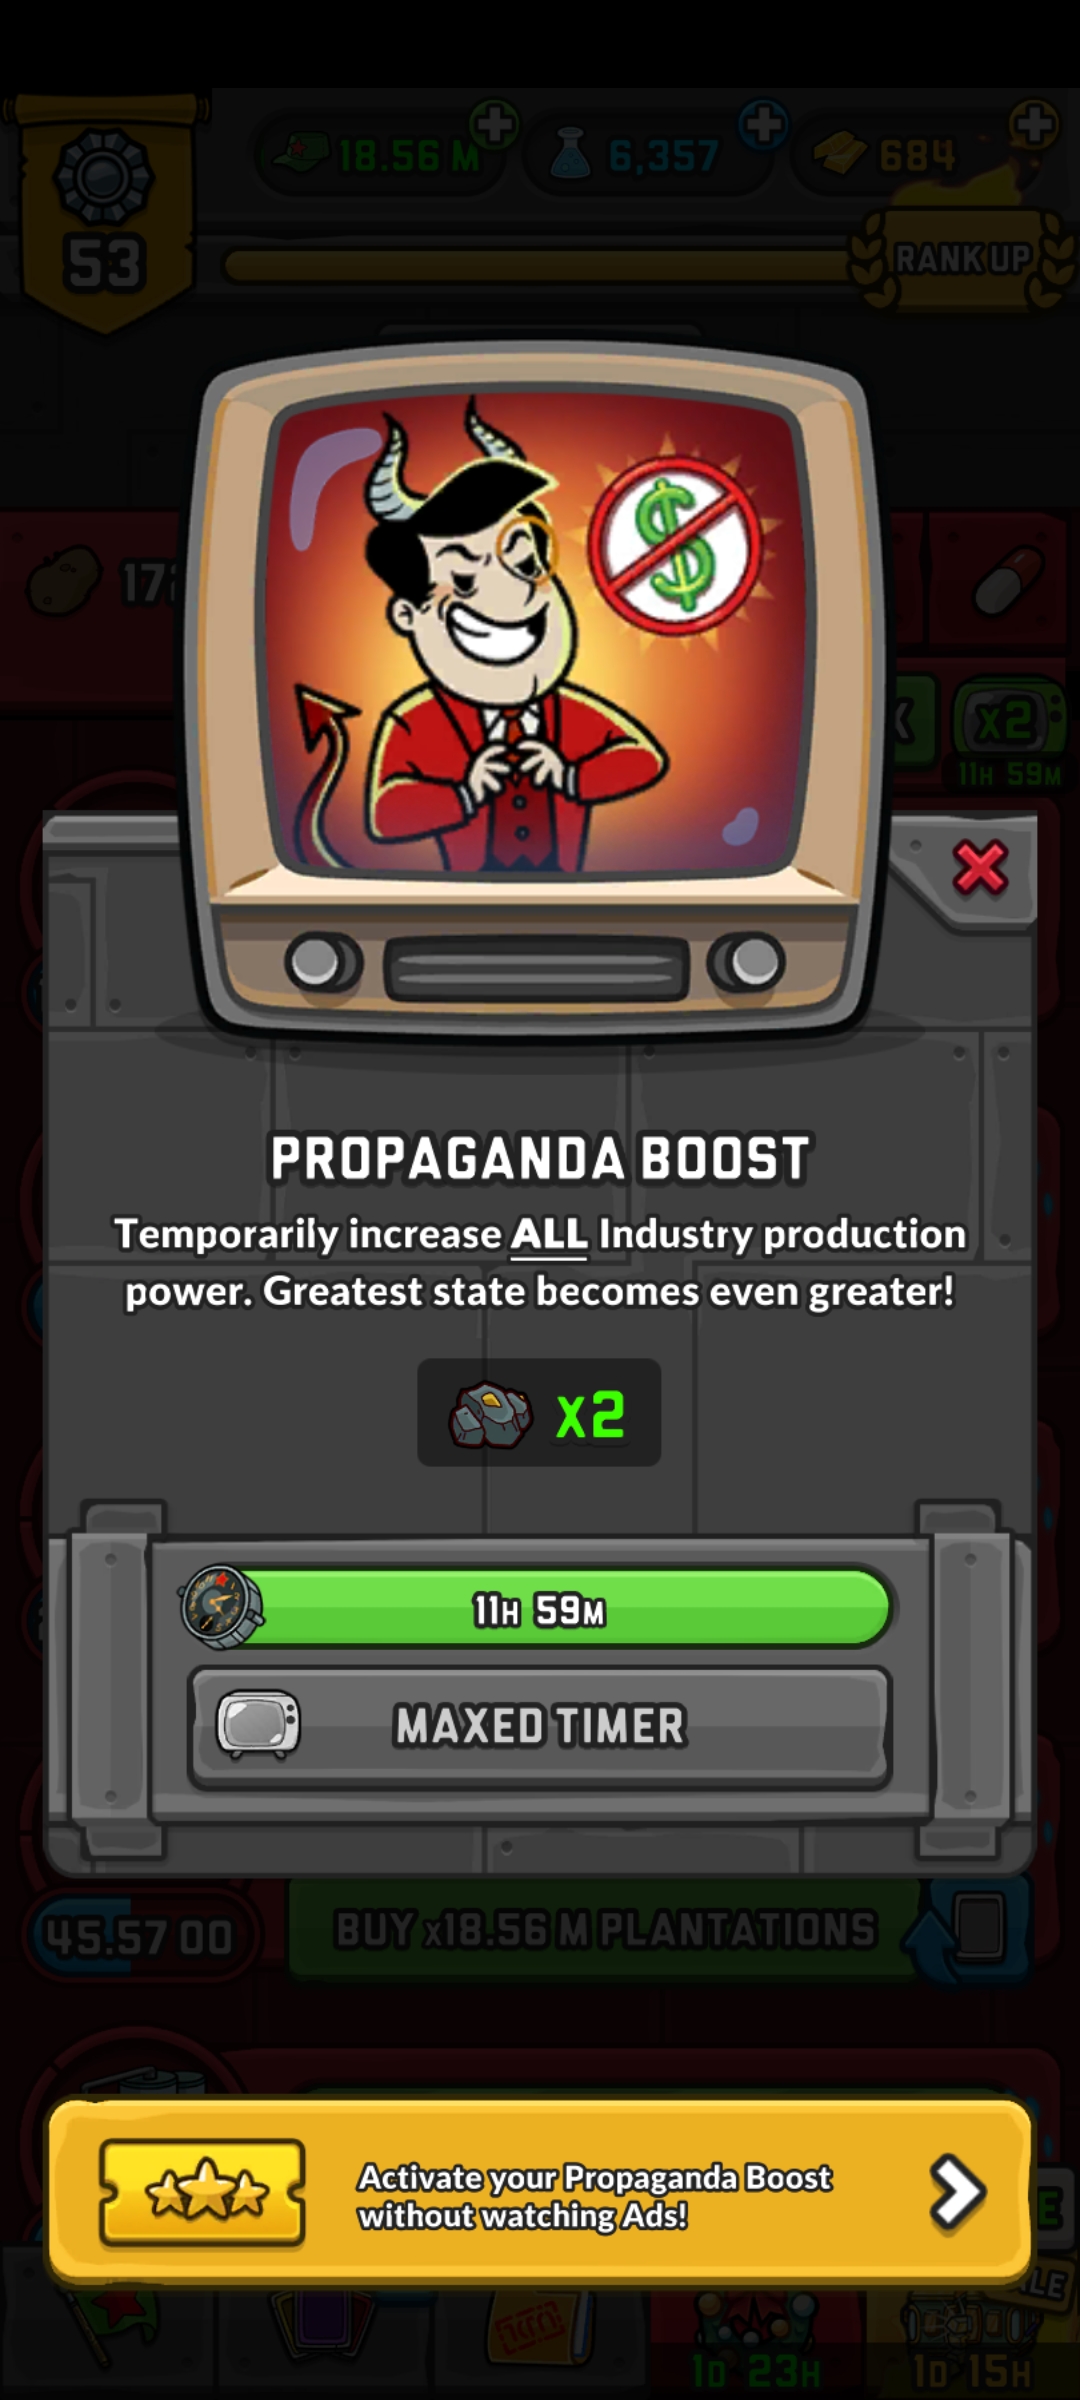 53
18.56 M
6,357
684
RANK UP
X2
11H 59M
PROPAGANDA BOOST
Temporarily increase ALL Industry production
power. Greatest state becomes even greater!
X2
11H 59M
MAXED TIMER
45.57 00
BUY x18.56 M PLANTATIONS
Activate your Propaganda Boost
without watching Ads!
1D 23H
1D 15H